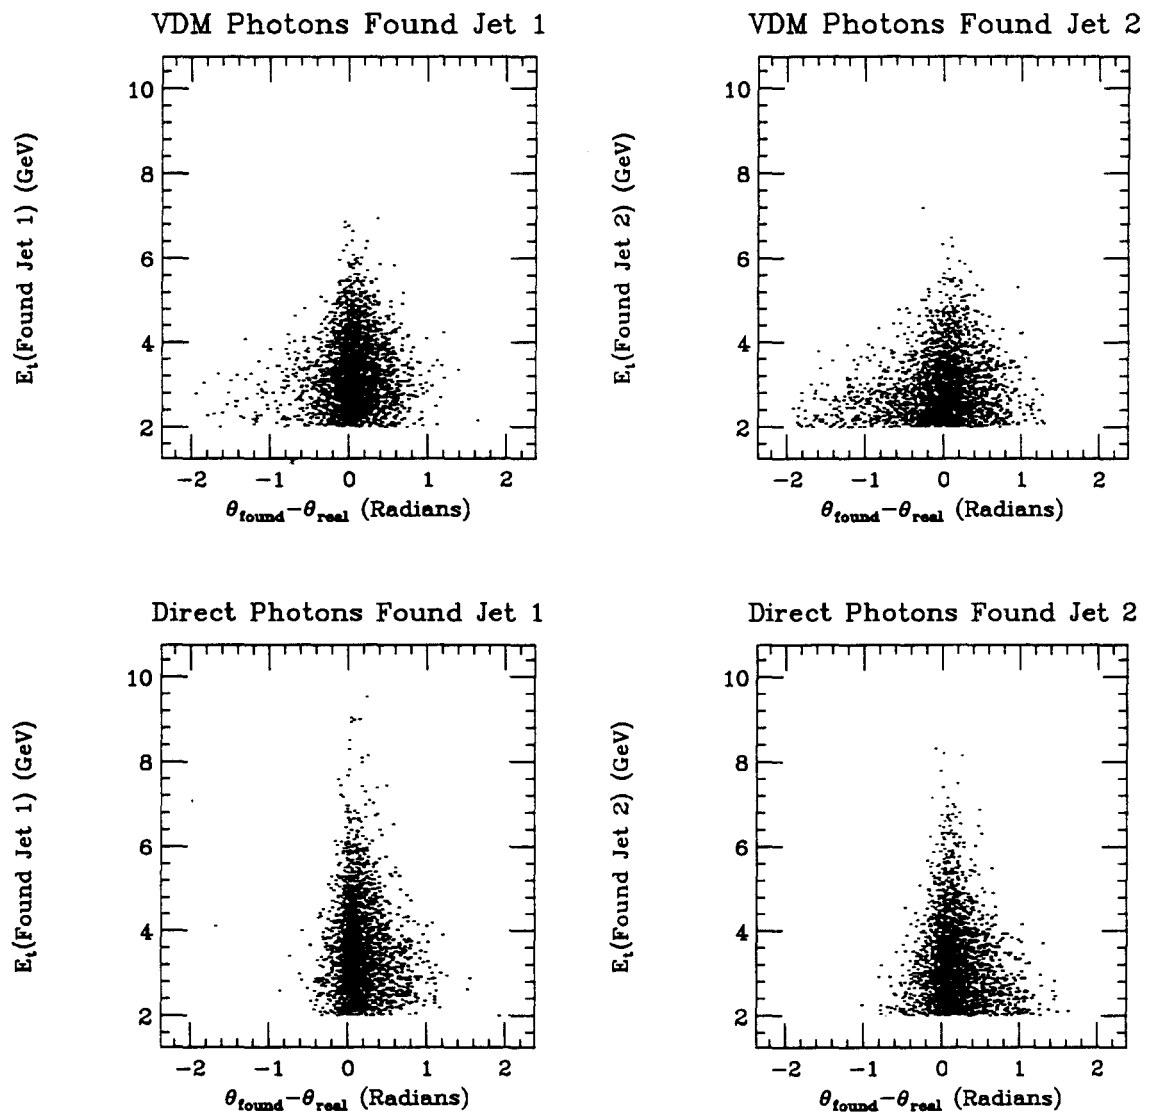 VDM Photons Found Jet 1
E_t(Found Jet 1) (GeV)
10
8
6
4
2
−2 −1 0 1 2
θ_found−θ_real (Radians)
VDM Photons Found Jet 2
E_t(Found Jet 2) (GeV)
10
8
6
4
2
−2 −1 0 1 2
θ_found−θ_real (Radians)
Direct Photons Found Jet 1
E_t(Found Jet 1) (GeV)
10
8
6
4
2
−2 −1 0 1 2
θ_found−θ_real (Radians)
Direct Photons Found Jet 2
E_t(Found Jet 2) (GeV)
10
8
6
4
2
−2 −1 0 1 2
θ_found−θ_real (Radians)